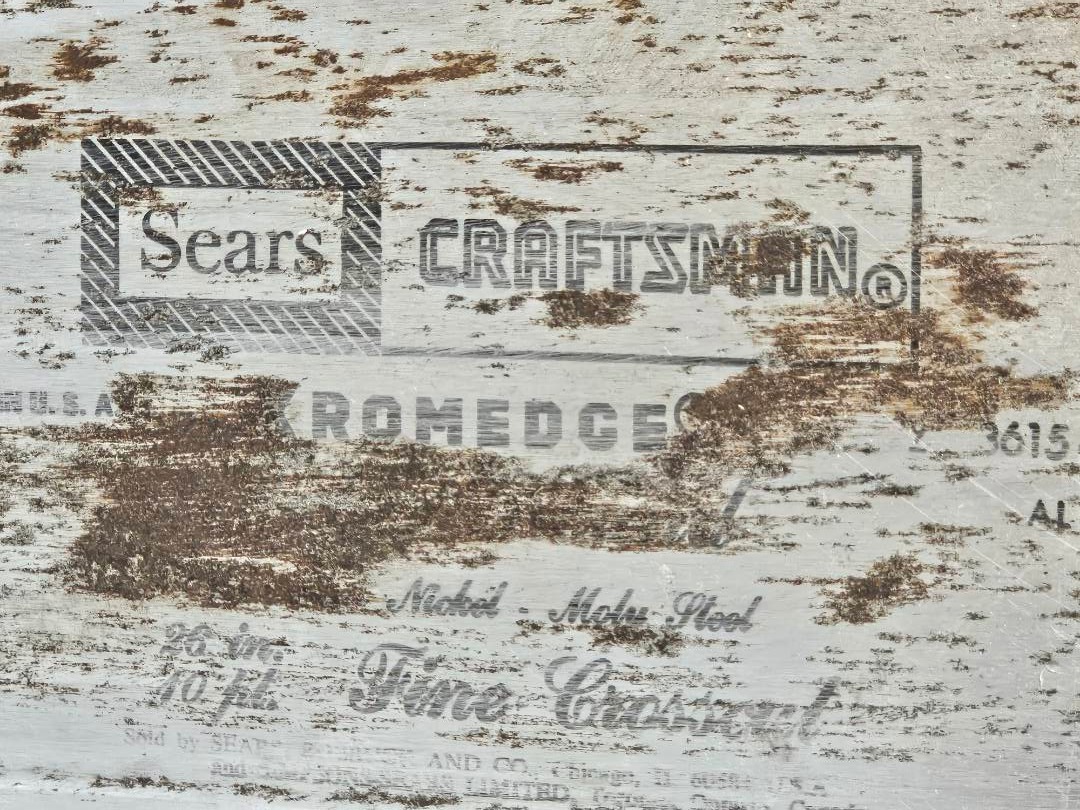 Sears CRAFTSMAN®
U.S.A KROMEDGE®
3615
AL
Nickel - Moly Steel
26 in. Fine Crosscut
10 pt.
Sold by SEARS AND CO. Chicago,
LIMITED,